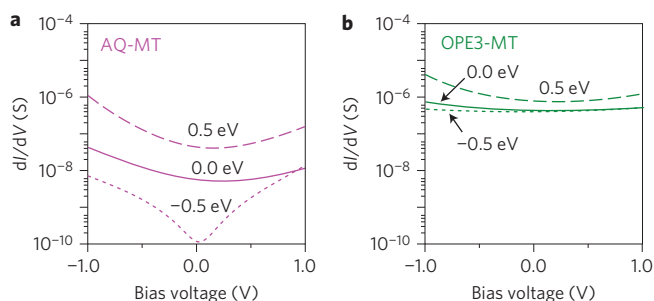 a
AQ-MT
10⁻⁴
10⁻⁶
10⁻⁸
10⁻¹⁰
dI/dV (S)
0.5 eV
0.0 eV
−0.5 eV
−1.0
0.0
1.0
Bias voltage (V)
b
OPE3-MT
10⁻⁴
10⁻⁶
10⁻⁸
10⁻¹⁰
dI/dV (S)
0.0 eV
0.5 eV
−0.5 eV
−1.0
0.0
1.0
Bias voltage (V)